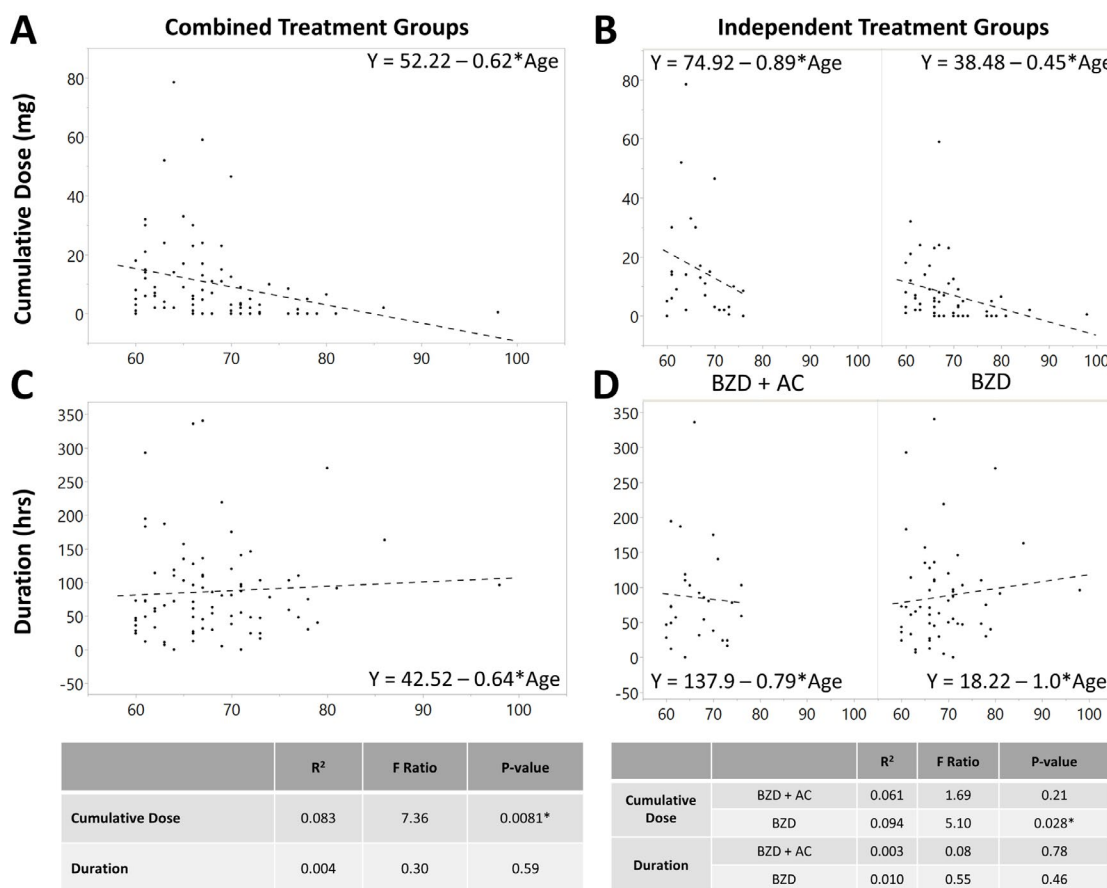 A
Combined Treatment Groups
Y = 52.22 – 0.62*Age
Cumulative Dose (mg)
80
60
40
20
0
60 70 80 90 100
B
Independent Treatment Groups
Y = 74.92 – 0.89*Age
Y = 38.48 – 0.45*Age
80
60
40
20
0
60 70 80 90 100 60 70 80 90 100
BZD + AC
BZD
C
Duration (hrs)
350
300
250
200
150
100
50
0
-50
Y = 42.52 – 0.64*Age
60 70 80 90 100
D
350
300
250
200
150
100
50
0
-50
Y = 137.9 – 0.79*Age
Y = 18.22 – 1.0*Age
60 70 80 90 100 60 70 80 90 100
R² F Ratio P-value
Cumulative Dose 0.083 7.36 0.0081*
Duration 0.004 0.30 0.59
R² F Ratio P-value
Cumulative Dose
BZD + AC 0.061 1.69 0.21
BZD 0.094 5.10 0.028*
Duration
BZD + AC 0.003 0.08 0.78
BZD 0.010 0.55 0.46